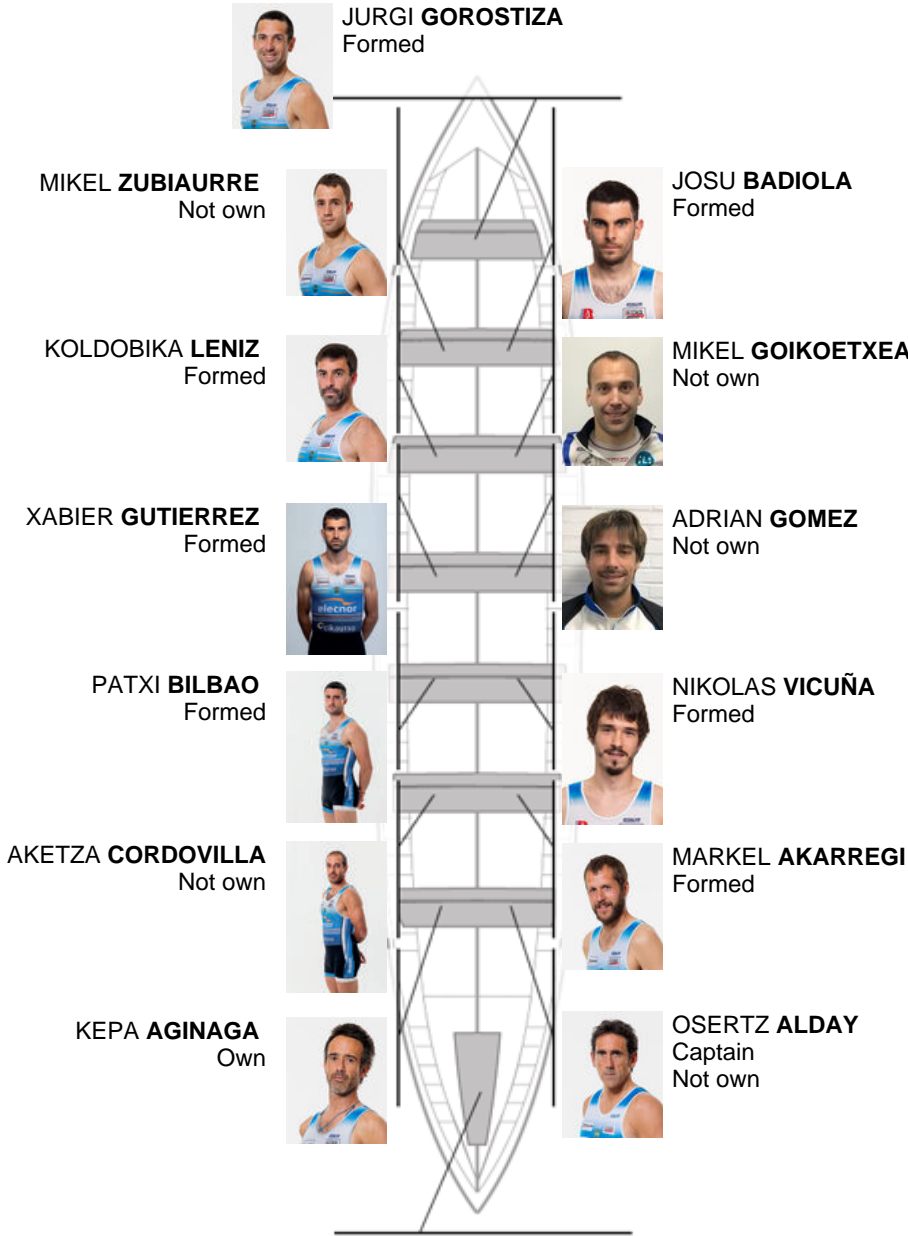 JURGI GOROSTIZA
Formed
MIKEL ZUBIAURRE
Not own
JOSU BADIOLA
Formed
KOLDOBIKA LENIZ
Formed
MIKEL GOIKOETXEA
Not own
XABIER GUTIERREZ
Formed
elecnor
cikautxo
ADRIAN GOMEZ
Not own
PATXI BILBAO
Formed
NIKOLAS VICUÑA
Formed
AKETZA CORDOVILLA
Not own
MARKEL AKARREGI
Formed
KEPA AGINAGA
Own
OSERTZ ALDAY
Captain
Not own